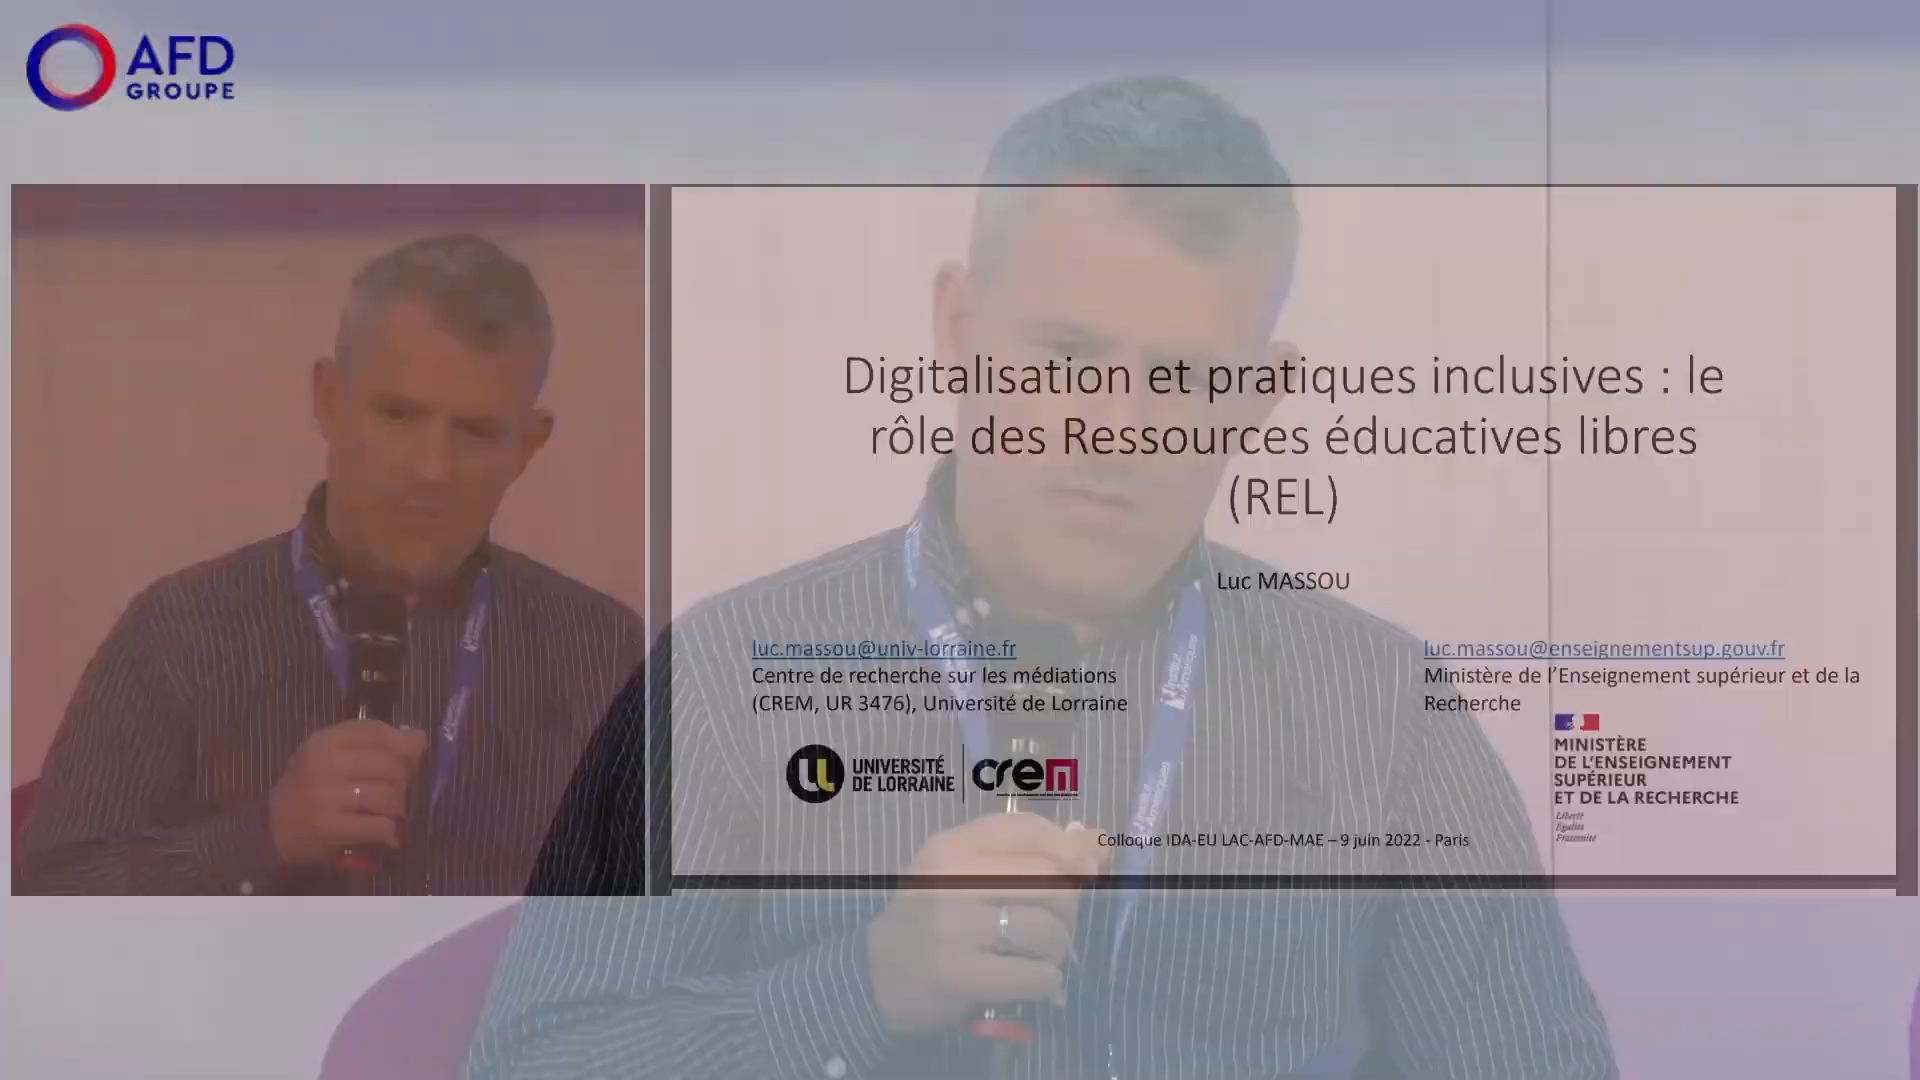 AFD
GROUPE
Digitalisation et pratiques inclusives : le
rôle des Ressources éducatives libres
(REL)
Luc MASSOU
luc.massou@univ-lorraine.fr
Centre de recherche sur les médiations
(CREM, UR 3476), Université de Lorraine
luc.massou@enseignementsup.gouv.fr
Ministère de l’Enseignement supérieur et de la
Recherche
UNIVERSITÉ
DE LORRAINE
crem
MINISTÈRE
DE L'ENSEIGNEMENT
SUPÉRIEUR
ET DE LA RECHERCHE
Liberté
Égalité
Fraternité
Colloque IDA-EU LAC-AFD-MAE – 9 juin 2022 - Paris